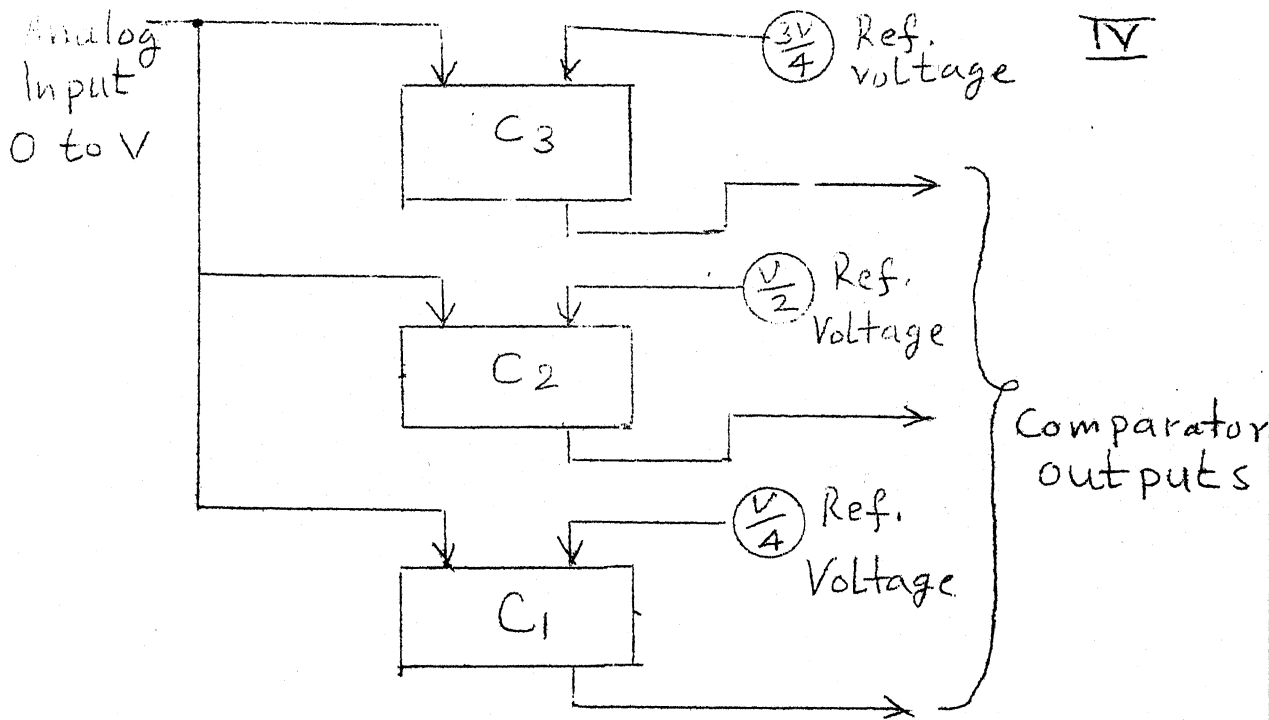 Analog
Input
0 to V
3V/4 Ref.
voltage
IV
C3
V/2 Ref.
Voltage
C2
Comparator
outputs
V/4 Ref.
Voltage
C1